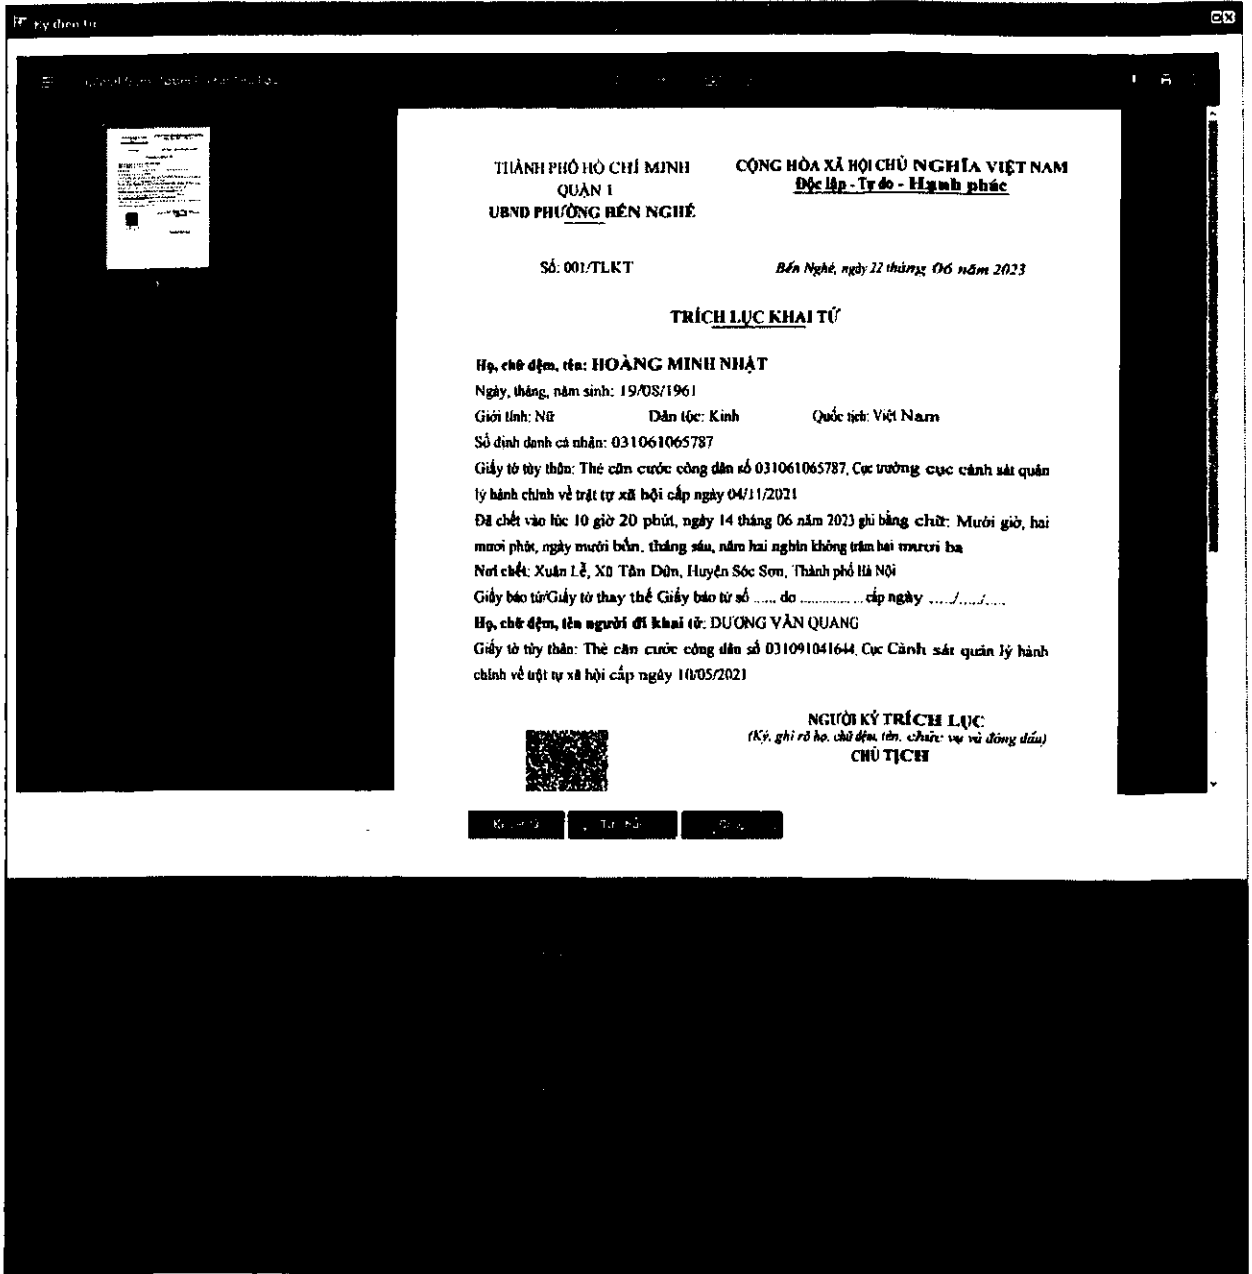 Ký điện tử
THÀNH PHỐ HỒ CHÍ MINH
QUẬN 1
UBND PHƯỜNG BẾN NGHÉ
CỘNG HÒA XÃ HỘI CHỦ NGHĨA VIỆT NAM
Độc lập - Tự do - Hạnh phúc
Số: 001/TLKT
Bến Nghé, ngày 22 tháng 06 năm 2023
TRÍCH LỤC KHAI TỬ
Họ, chữ đệm, tên: HOÀNG MINH NHẬT
Ngày, tháng, năm sinh: 19/08/1961
Giới tính: Nữ Dân tộc: Kinh Quốc tịch: Việt Nam
Số định danh cá nhân: 031061065787
Giấy tờ tùy thân: Thẻ căn cước công dân số 031061065787, Cục trưởng cục cảnh sát quản
lý hành chính về trật tự xã hội cấp ngày 04/11/2021
Đã chết vào lúc 10 giờ 20 phút, ngày 14 tháng 06 năm 2023 ghi bằng chữ: Mười giờ, hai
mươi phút, ngày mười bốn, tháng sáu, năm hai nghìn không trăm hai mươi ba
Nơi chết: Xuân Lễ, Xã Tân Dân, Huyện Sóc Sơn, Thành phố Hà Nội
Giấy báo tử/Giấy tờ thay thế Giấy báo tử số ...... do ................. cấp ngày ...../...../.....
Họ, chữ đệm, tên người đi khai tử: DƯƠNG VĂN QUANG
Giấy tờ tùy thân: Thẻ căn cước công dân số 031091041644, Cục Cảnh sát quản lý hành
chính về trật tự xã hội cấp ngày 10/05/2021
NGƯỜI KÝ TRÍCH LỤC
(Ký, ghi rõ họ, chữ đệm, tên, chức vụ và đóng dấu)
CHỦ TỊCH